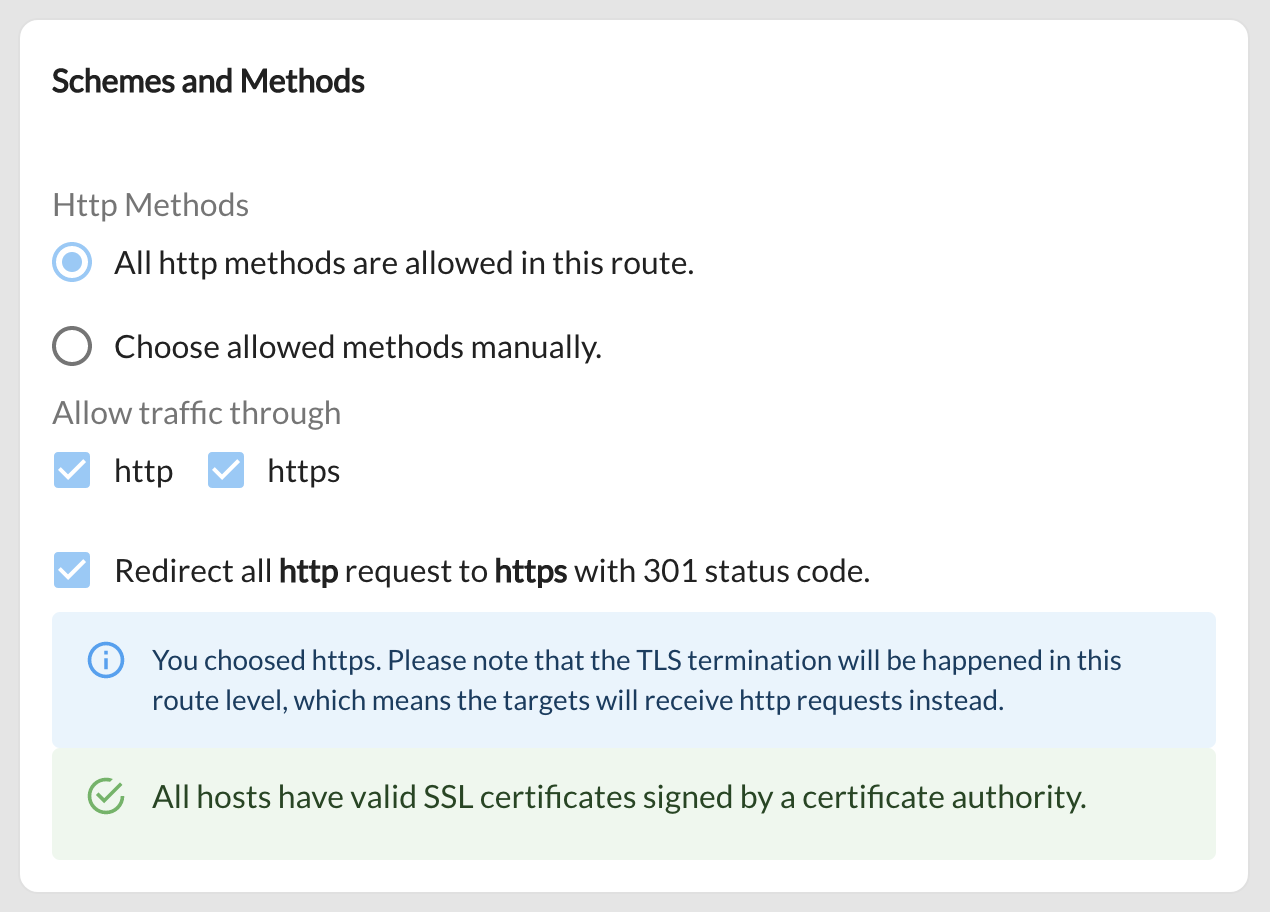 Schemes and Methods
Http Methods
All http methods are allowed in this route.
Choose allowed methods manually.
Allow traffic through
http https
Redirect all http request to https with 301 status code.
You choosed https. Please note that the TLS termination will be happened in this
route level, which means the targets will receive http requests instead.
All hosts have valid SSL certificates signed by a certificate authority.